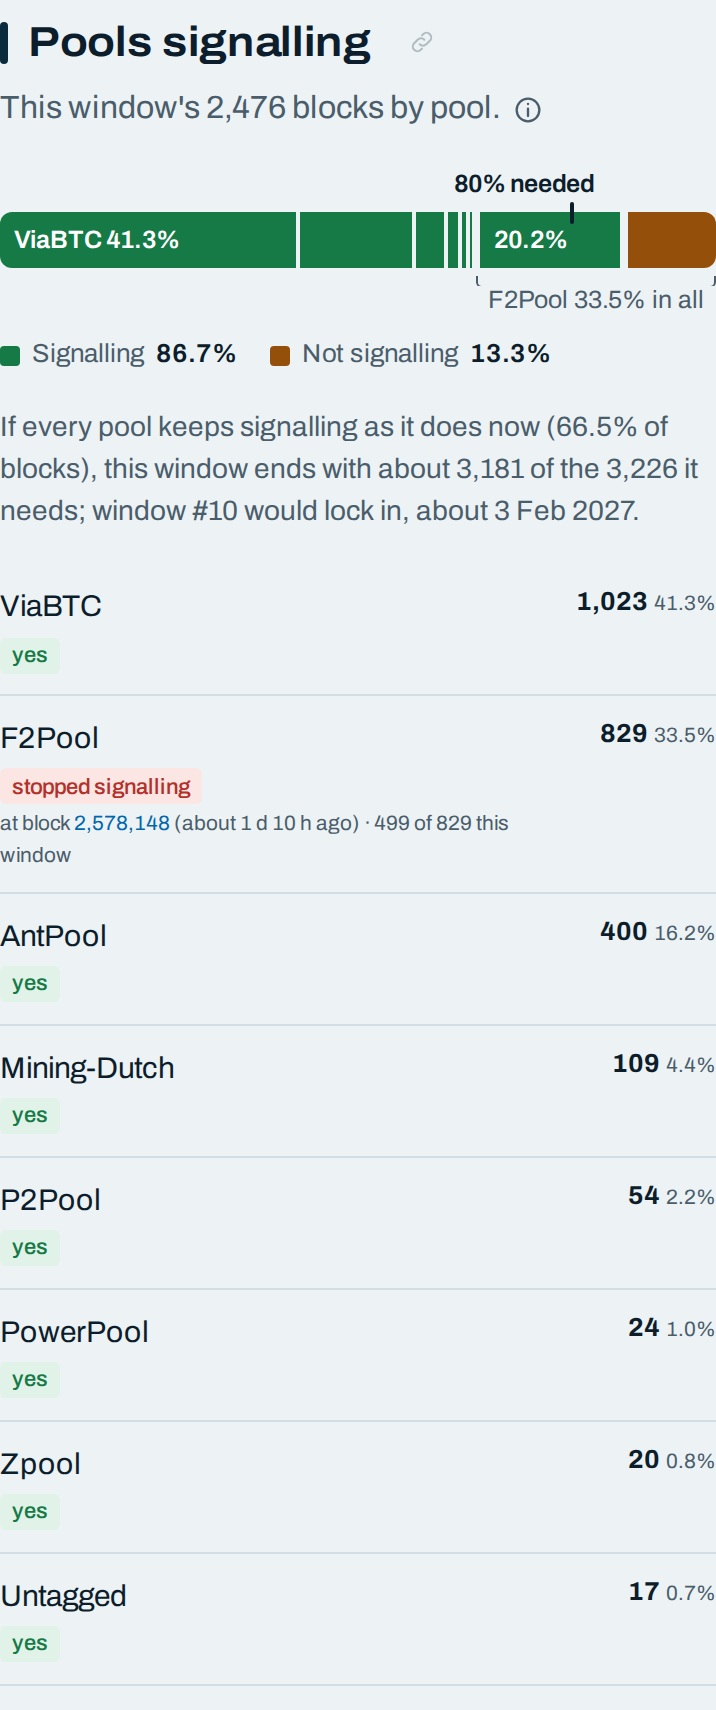 Pools signalling
This window's 2,476 blocks by pool.
80% needed
ViaBTC 41.3%
20.2%
F2Pool 33.5% in all
Signalling 86.7% Not signalling 13.3%
If every pool keeps signalling as it does now (66.5% of
blocks), this window ends with about 3,181 of the 3,226 it
needs; window #10 would lock in, about 3 Feb 2027.
ViaBTC 1,023 41.3%
yes
F2Pool 829 33.5%
stopped signalling
at block 2,578,148 (about 1 d 10 h ago) · 499 of 829 this
window
AntPool 400 16.2%
yes
Mining-Dutch 109 4.4%
yes
P2Pool 54 2.2%
yes
PowerPool 24 1.0%
yes
Zpool 20 0.8%
yes
Untagged 17 0.7%
yes